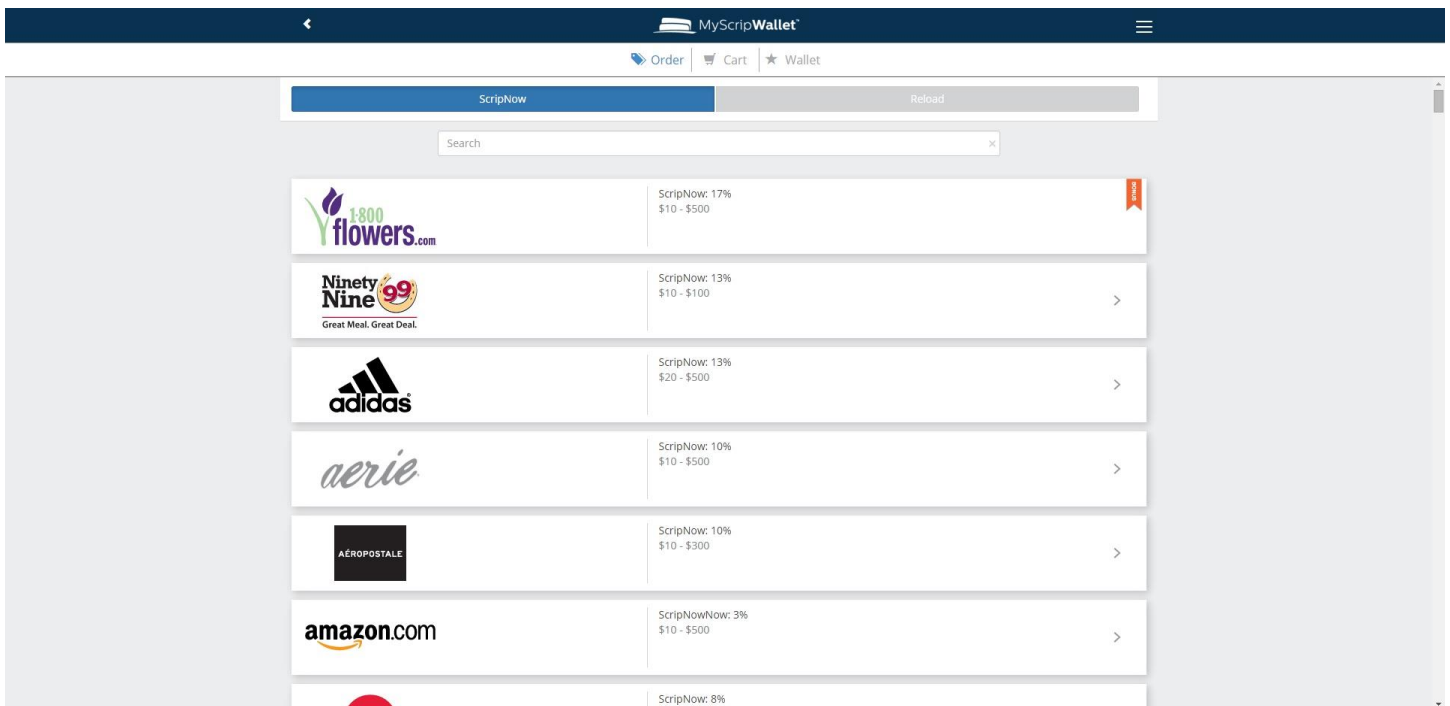 MyScripWallet
Order Cart Wallet
ScripNow Reload
Search
1·800
flowers.com
ScripNow: 17%
$10 - $500
BONUS
Ninety
Nine 99
Great Meal. Great Deal.
ScripNow: 13%
$10 - $100
adidas
ScripNow: 13%
$20 - $500
aerie
ScripNow: 10%
$10 - $500
AÉROPOSTALE
ScripNow: 10%
$10 - $300
amazon.com
ScripNowNow: 3%
$10 - $500
ScripNow: 8%